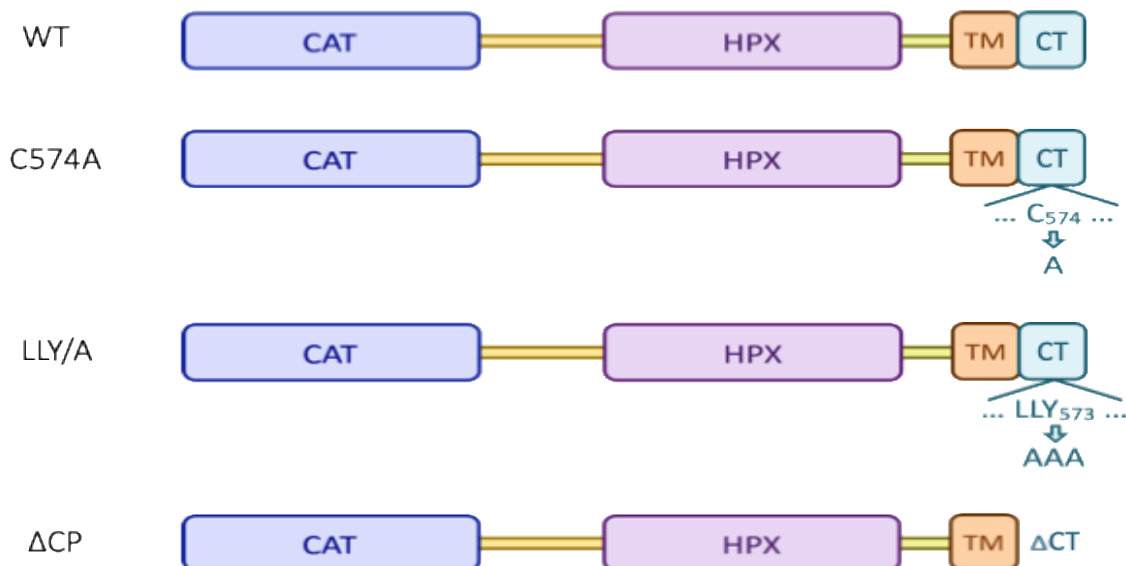 WT CAT HPX TM CT
C574A CAT HPX TM CT
... C₅₇₄ ...
A
LLY/A CAT HPX TM CT
... LLY₅₇₃ ...
AAA
ΔCP CAT HPX TM ΔCT